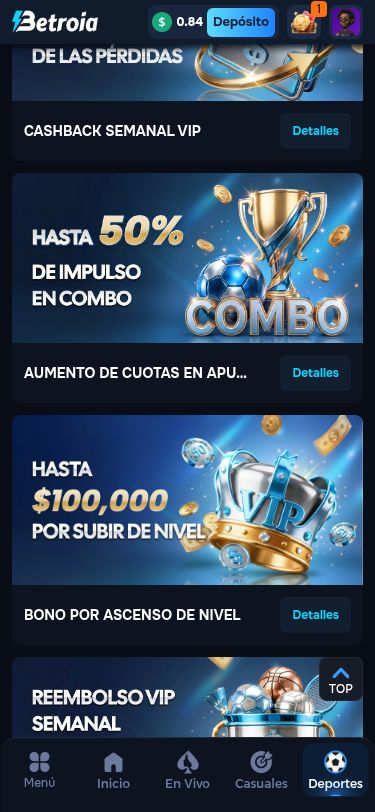 Betroia
$ 0.84 Depósito
1
DE LAS PÉRDIDAS
CASHBACK SEMANAL VIP Detalles
HASTA 50%
DE IMPULSO
EN COMBO
COMBO
AUMENTO DE CUOTAS EN APU... Detalles
HASTA
$100,000
POR SUBIR DE NIVEL
VIP
BONO POR ASCENSO DE NIVEL Detalles
REEMBOLSO VIP
SEMANAL
TOP
Menú Inicio En Vivo Casuales Deportes